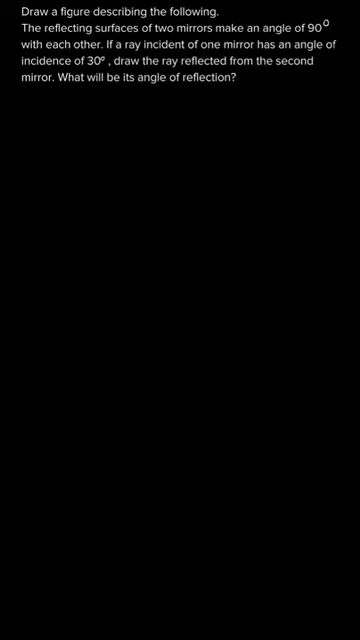 Draw a figure describing the following.
The reflecting surfaces of two mirrors make an angle of 90⁰
with each other. If a ray incident of one mirror has an angle of
incidence of 30º , draw the ray reflected from the second
mirror. What will be its angle of reflection?